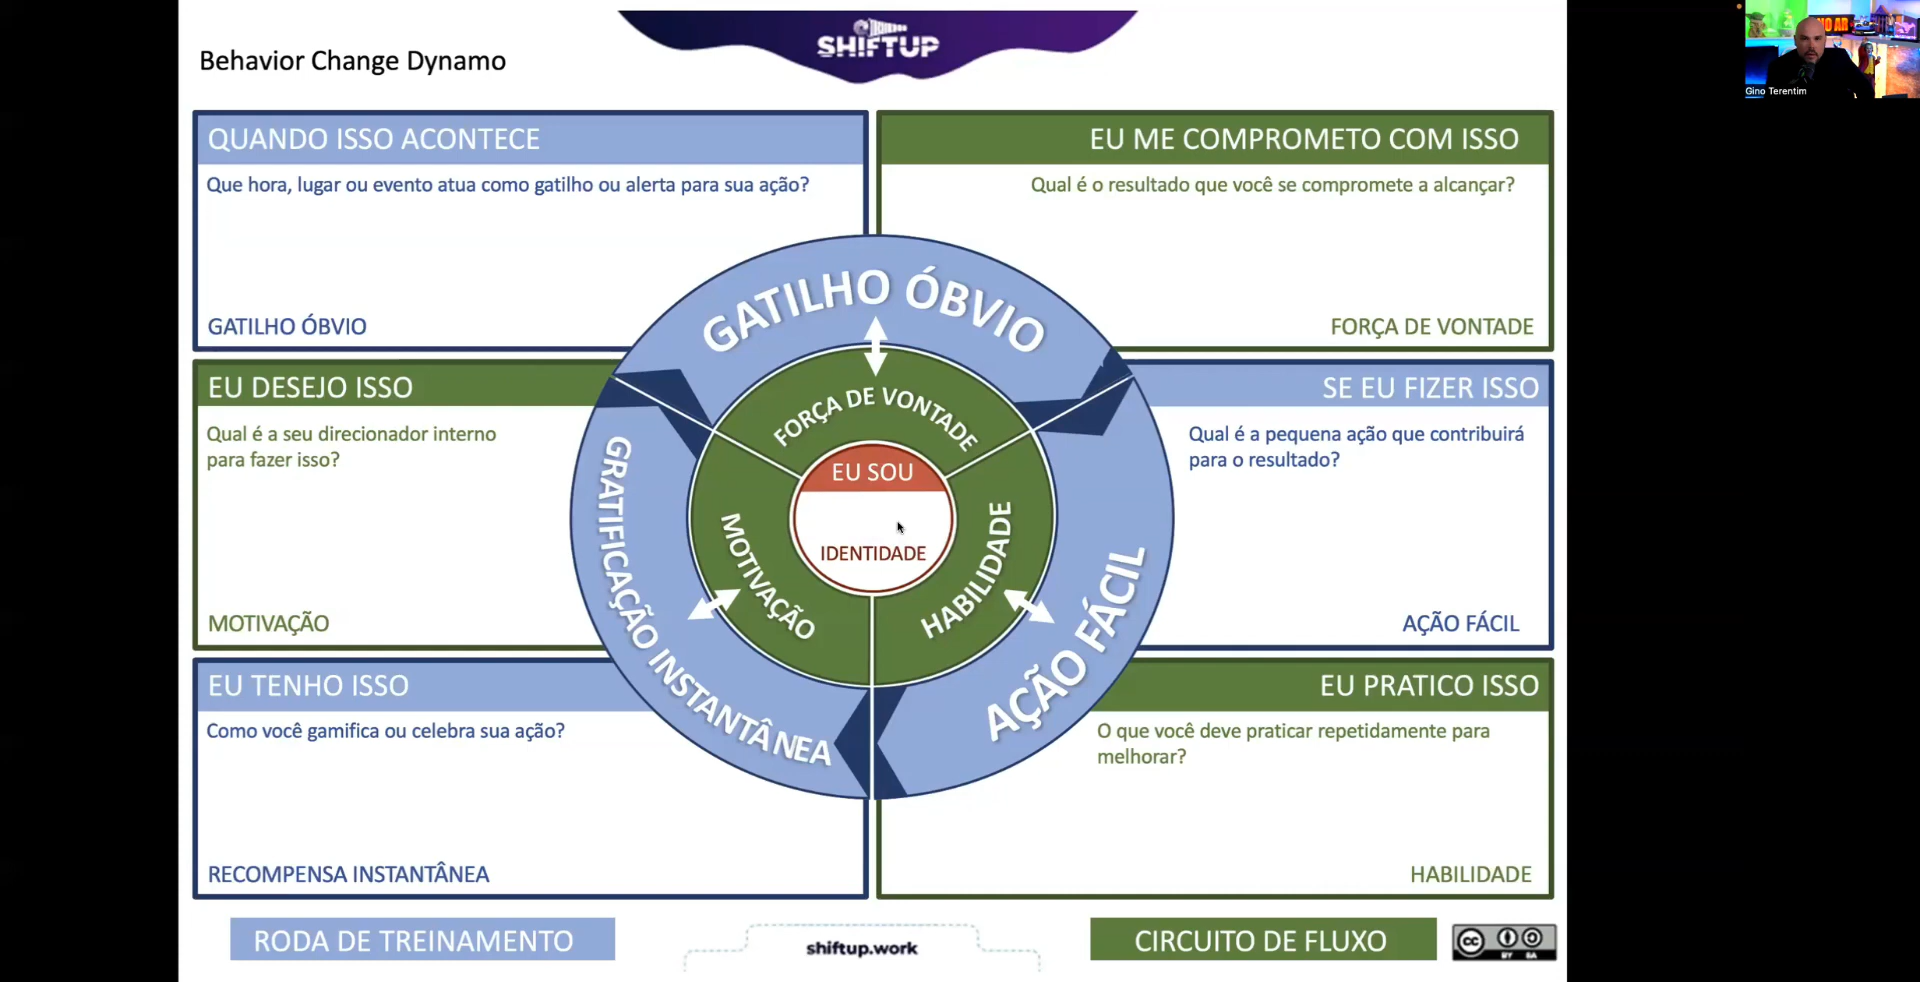 Behavior Change Dynamo
SHIFTUP
NO AR
Gino Terentim
QUANDO ISSO ACONTECE
Que hora, lugar ou evento atua como gatilho ou alerta para sua ação?
GATILHO ÓBVIO
EU ME COMPROMETO COM ISSO
Qual é o resultado que você se compromete a alcançar?
FORÇA DE VONTADE
EU DESEJO ISSO
Qual é a seu direcionador interno
para fazer isso?
MOTIVAÇÃO
SE EU FIZER ISSO
Qual é a pequena ação que contribuirá
para o resultado?
AÇÃO FÁCIL
EU TENHO ISSO
Como você gamifica ou celebra sua ação?
RECOMPENSA INSTANTÂNEA
EU PRATICO ISSO
O que você deve praticar repetidamente para
melhorar?
HABILIDADE
GATILHO ÓBVIO
AÇÃO FÁCIL
GRATIFICAÇÃO INSTANTÂNEA
FORÇA DE VONTADE
HABILIDADE
MOTIVAÇÃO
EU SOU
IDENTIDADE
RODA DE TREINAMENTO
shiftup.work
CIRCUITO DE FLUXO
cc
BY SA